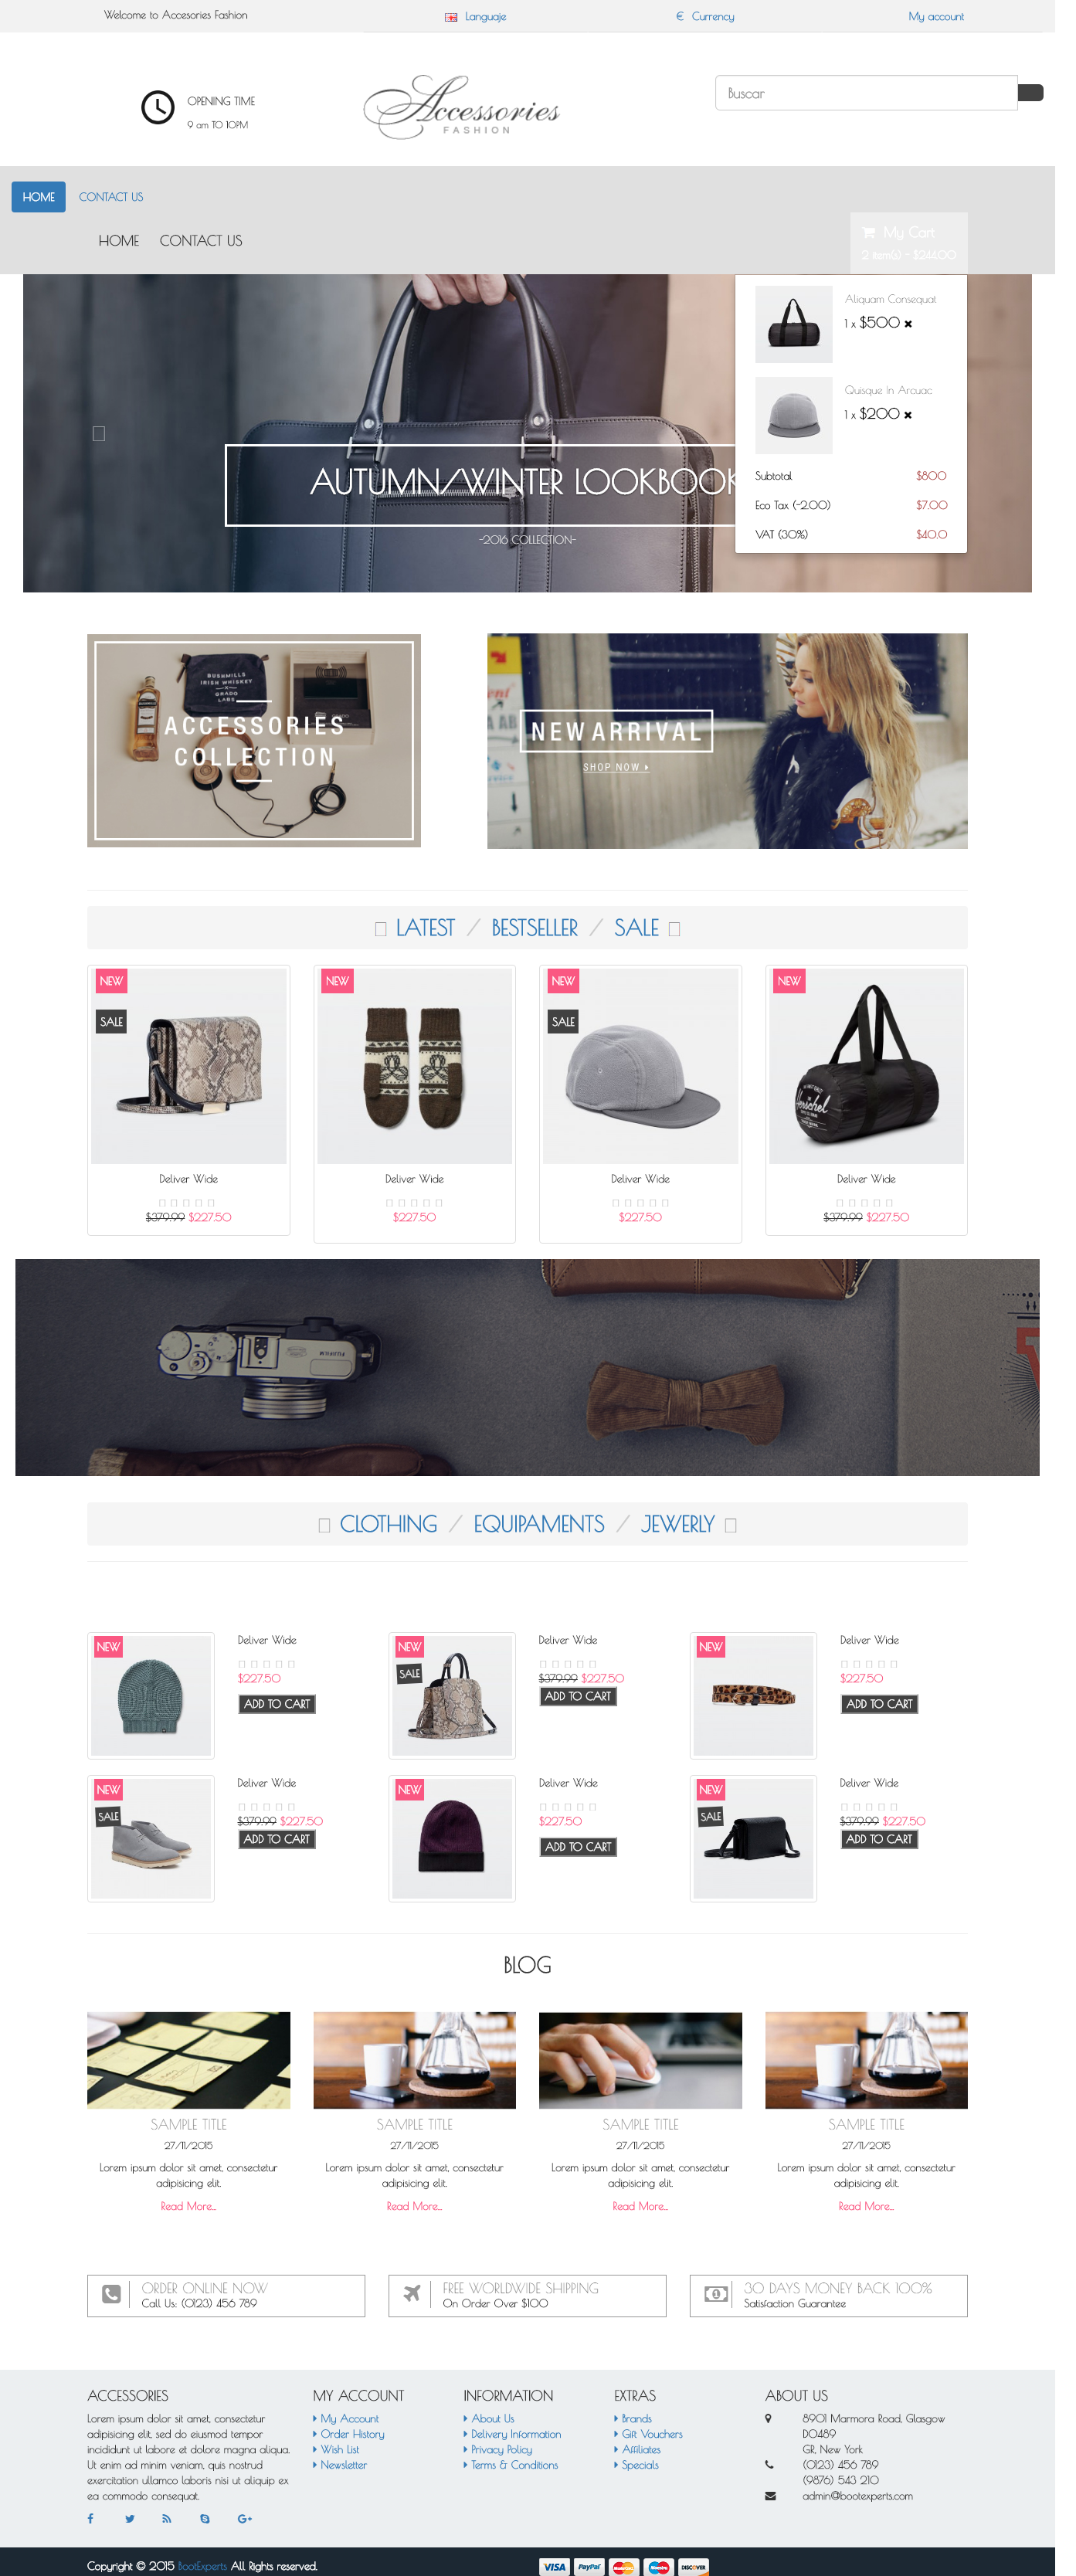 Welcome to Accesories Fashion
Languaje
€ Currency
My account
OPENING TIME
9 am TO 10PM
Accessories
FASHION
Buscar
HOME
CONTACT US
HOME CONTACT US
My Cart
2 item(s) - $244.00
Aliquam Consequat
1 x $500
Quisque In Arcuac
1 x $200
Subtotal $800
Eco Tax (-2.00) $7.00
VAT (30%) $40.0
AUTUMN/WINTER LOOKBOOK
-2016 COLLECTION-
BUSHMILLS
IRISH WHISKEY
X
GRADO
LABS
ACCESSORIES
COLLECTION
NEW ARRIVAL
SHOP NOW
LATEST / BESTSELLER / SALE
NEW
SALE
NEW
NEW
SALE
NEW
Herschel
Deliver Wide
$379.99 $227.50
Deliver Wide
$227.50
Deliver Wide
$227.50
Deliver Wide
$379.99 $227.50
FUJIFILM
CLOTHING / EQUIPAMENTS / JEWERLY
NEW
Deliver Wide
$227.50
ADD TO CART
NEW
SALE
Deliver Wide
$379.99 $227.50
ADD TO CART
NEW
Deliver Wide
$227.50
ADD TO CART
NEW
SALE
Deliver Wide
$379.99 $227.50
ADD TO CART
NEW
Deliver Wide
$227.50
ADD TO CART
NEW
SALE
Deliver Wide
$379.99 $227.50
ADD TO CART
BLOG
SAMPLE TITLE
27/11/2015
Lorem ipsum dolor sit amet, consectetur
adipisicing elit.
Read More...
SAMPLE TITLE
27/11/2015
Lorem ipsum dolor sit amet, consectetur
adipisicing elit.
Read More...
SAMPLE TITLE
27/11/2015
Lorem ipsum dolor sit amet, consectetur
adipisicing elit.
Read More...
SAMPLE TITLE
27/11/2015
Lorem ipsum dolor sit amet, consectetur
adipisicing elit.
Read More...
ORDER ONLINE NOW
Call Us: (0123) 456 789
FREE WORLDWIDE SHIPPING
On Order Over $100
30 DAYS MONEY BACK 100%
Satisfaction Guarantee
ACCESSORIES
Lorem ipsum dolor sit amet, consectetur
adipisicing elit, sed do eiusmod tempor
incididunt ut labore et dolore magna aliqua.
Ut enim ad minim veniam, quis nostrud
exercitation ullamco laboris nisi ut aliquip ex
ea commodo consequat.
MY ACCOUNT
My Account
Order History
Wish List
Newsletter
INFORMATION
About Us
Delivery Information
Privacy Policy
Terms & Conditions
EXTRAS
Brands
Gift Vouchers
Affiliates
Specials
ABOUT US
8901 Marmora Road, Glasgow
D0489
GR, New York
(0123) 456 789
(9876) 543 210
admin@bootexperts.com
Copyright © 2015 BootExperts All Rights reserved.
VISA
PayPal
MasterCard
Maestro
DISCOVER